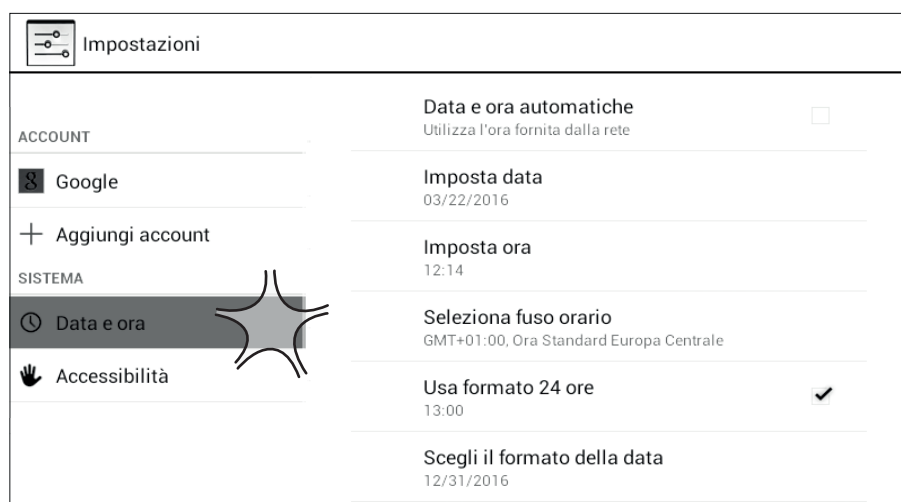 Impostazioni
ACCOUNT
Google
Aggiungi account
SISTEMA
Data e ora
Accessibilità
Data e ora automatiche
Utilizza l'ora fornita dalla rete
Imposta data
03/22/2016
Imposta ora
12:14
Seleziona fuso orario
GMT+01:00, Ora Standard Europa Centrale
Usa formato 24 ore
13:00
Scegli il formato della data
12/31/2016